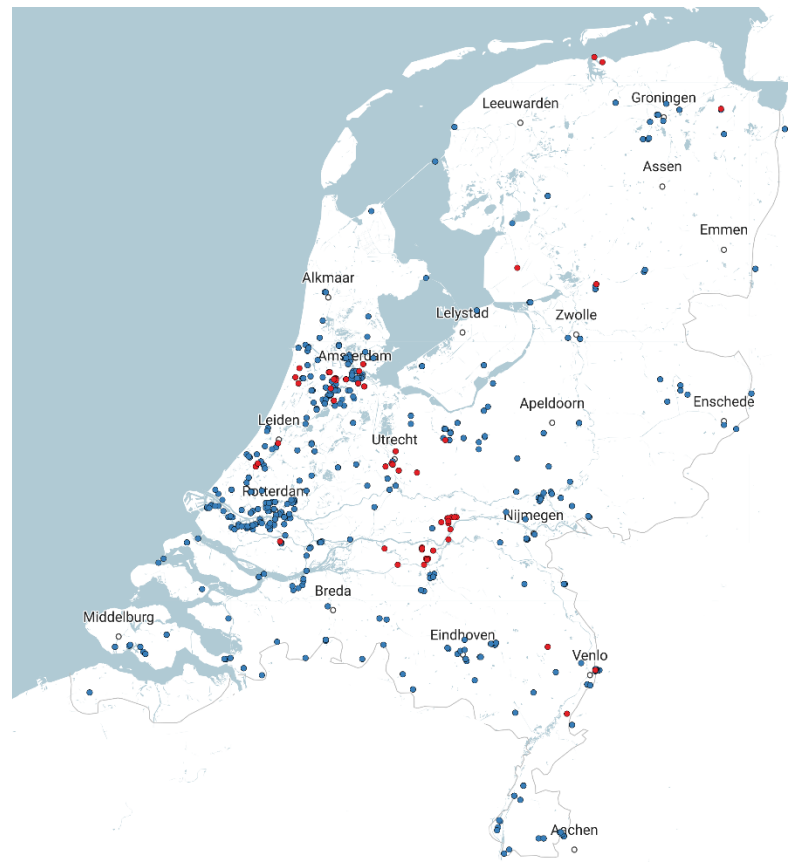 Leeuwarden
Groningen
Assen
Emmen
Alkmaar
Lelystad
Zwolle
Amsterdam
Apeldoorn
Enschede
Leiden
Utrecht
Rotterdam
Nijmegen
Breda
Middelburg
Eindhoven
Venlo
Aachen